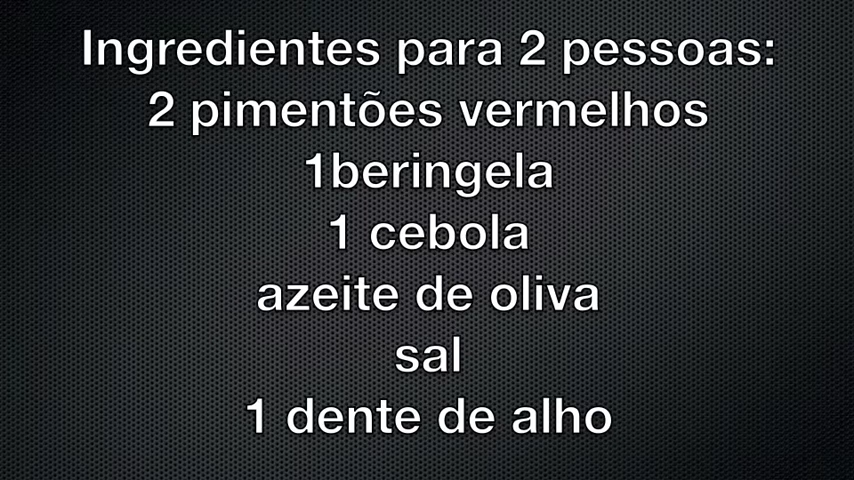 Ingredientes para 2 pessoas:
2 pimentões vermelhos
1beringela
1 cebola
azeite de oliva
sal
1 dente de alho